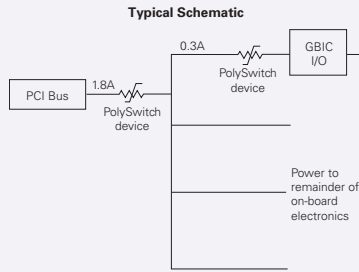 Typical Schematic
0.3A
GBIC
I/O
PolySwitch
device
1.8A
PCI Bus
PolySwitch
device
Power to
remainder of
on-board
electronics